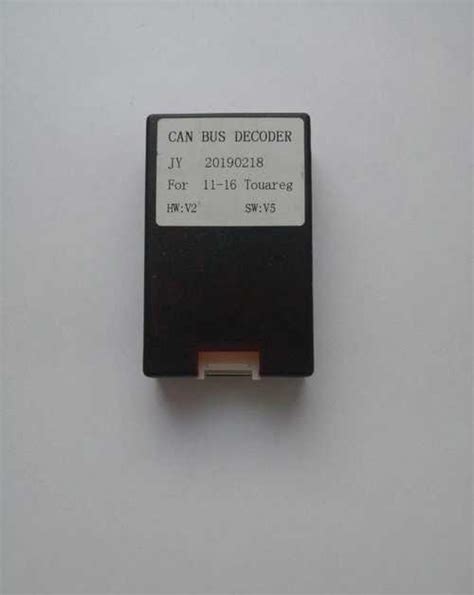 CAN BUS DECODER
JY 20190218
For 11-16 Touareg
HW:V2 SW:V5